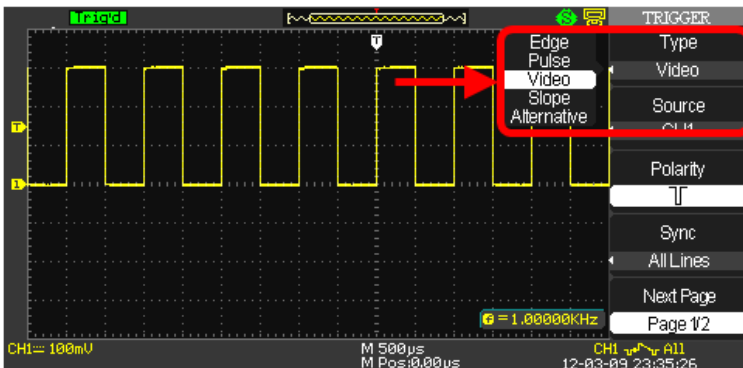 Trig'd
TRIGGER
T
Edge
Pulse
Video
Slope
Alternative
Type
Video
Source
CH1
T
1
Polarity
Sync
All Lines
Next Page
Page 1/2
f = 1.00000KHz
CH1 100mV
M 500µs
M Pos:0.00µs
CH1 All
12-03-09 23:35:26